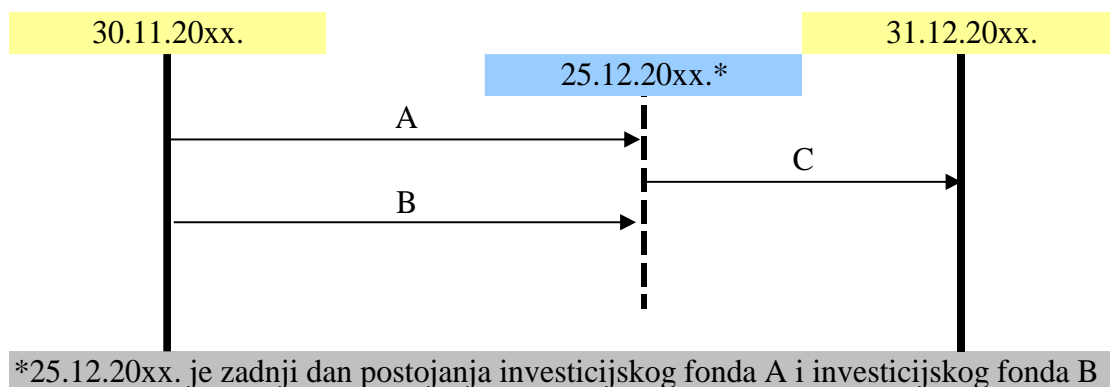 30.11.20xx.
31.12.20xx.
25.12.20xx.*
A
C
B
*25.12.20xx. je zadnji dan postojanja investicijskog fonda A i investicijskog fonda B